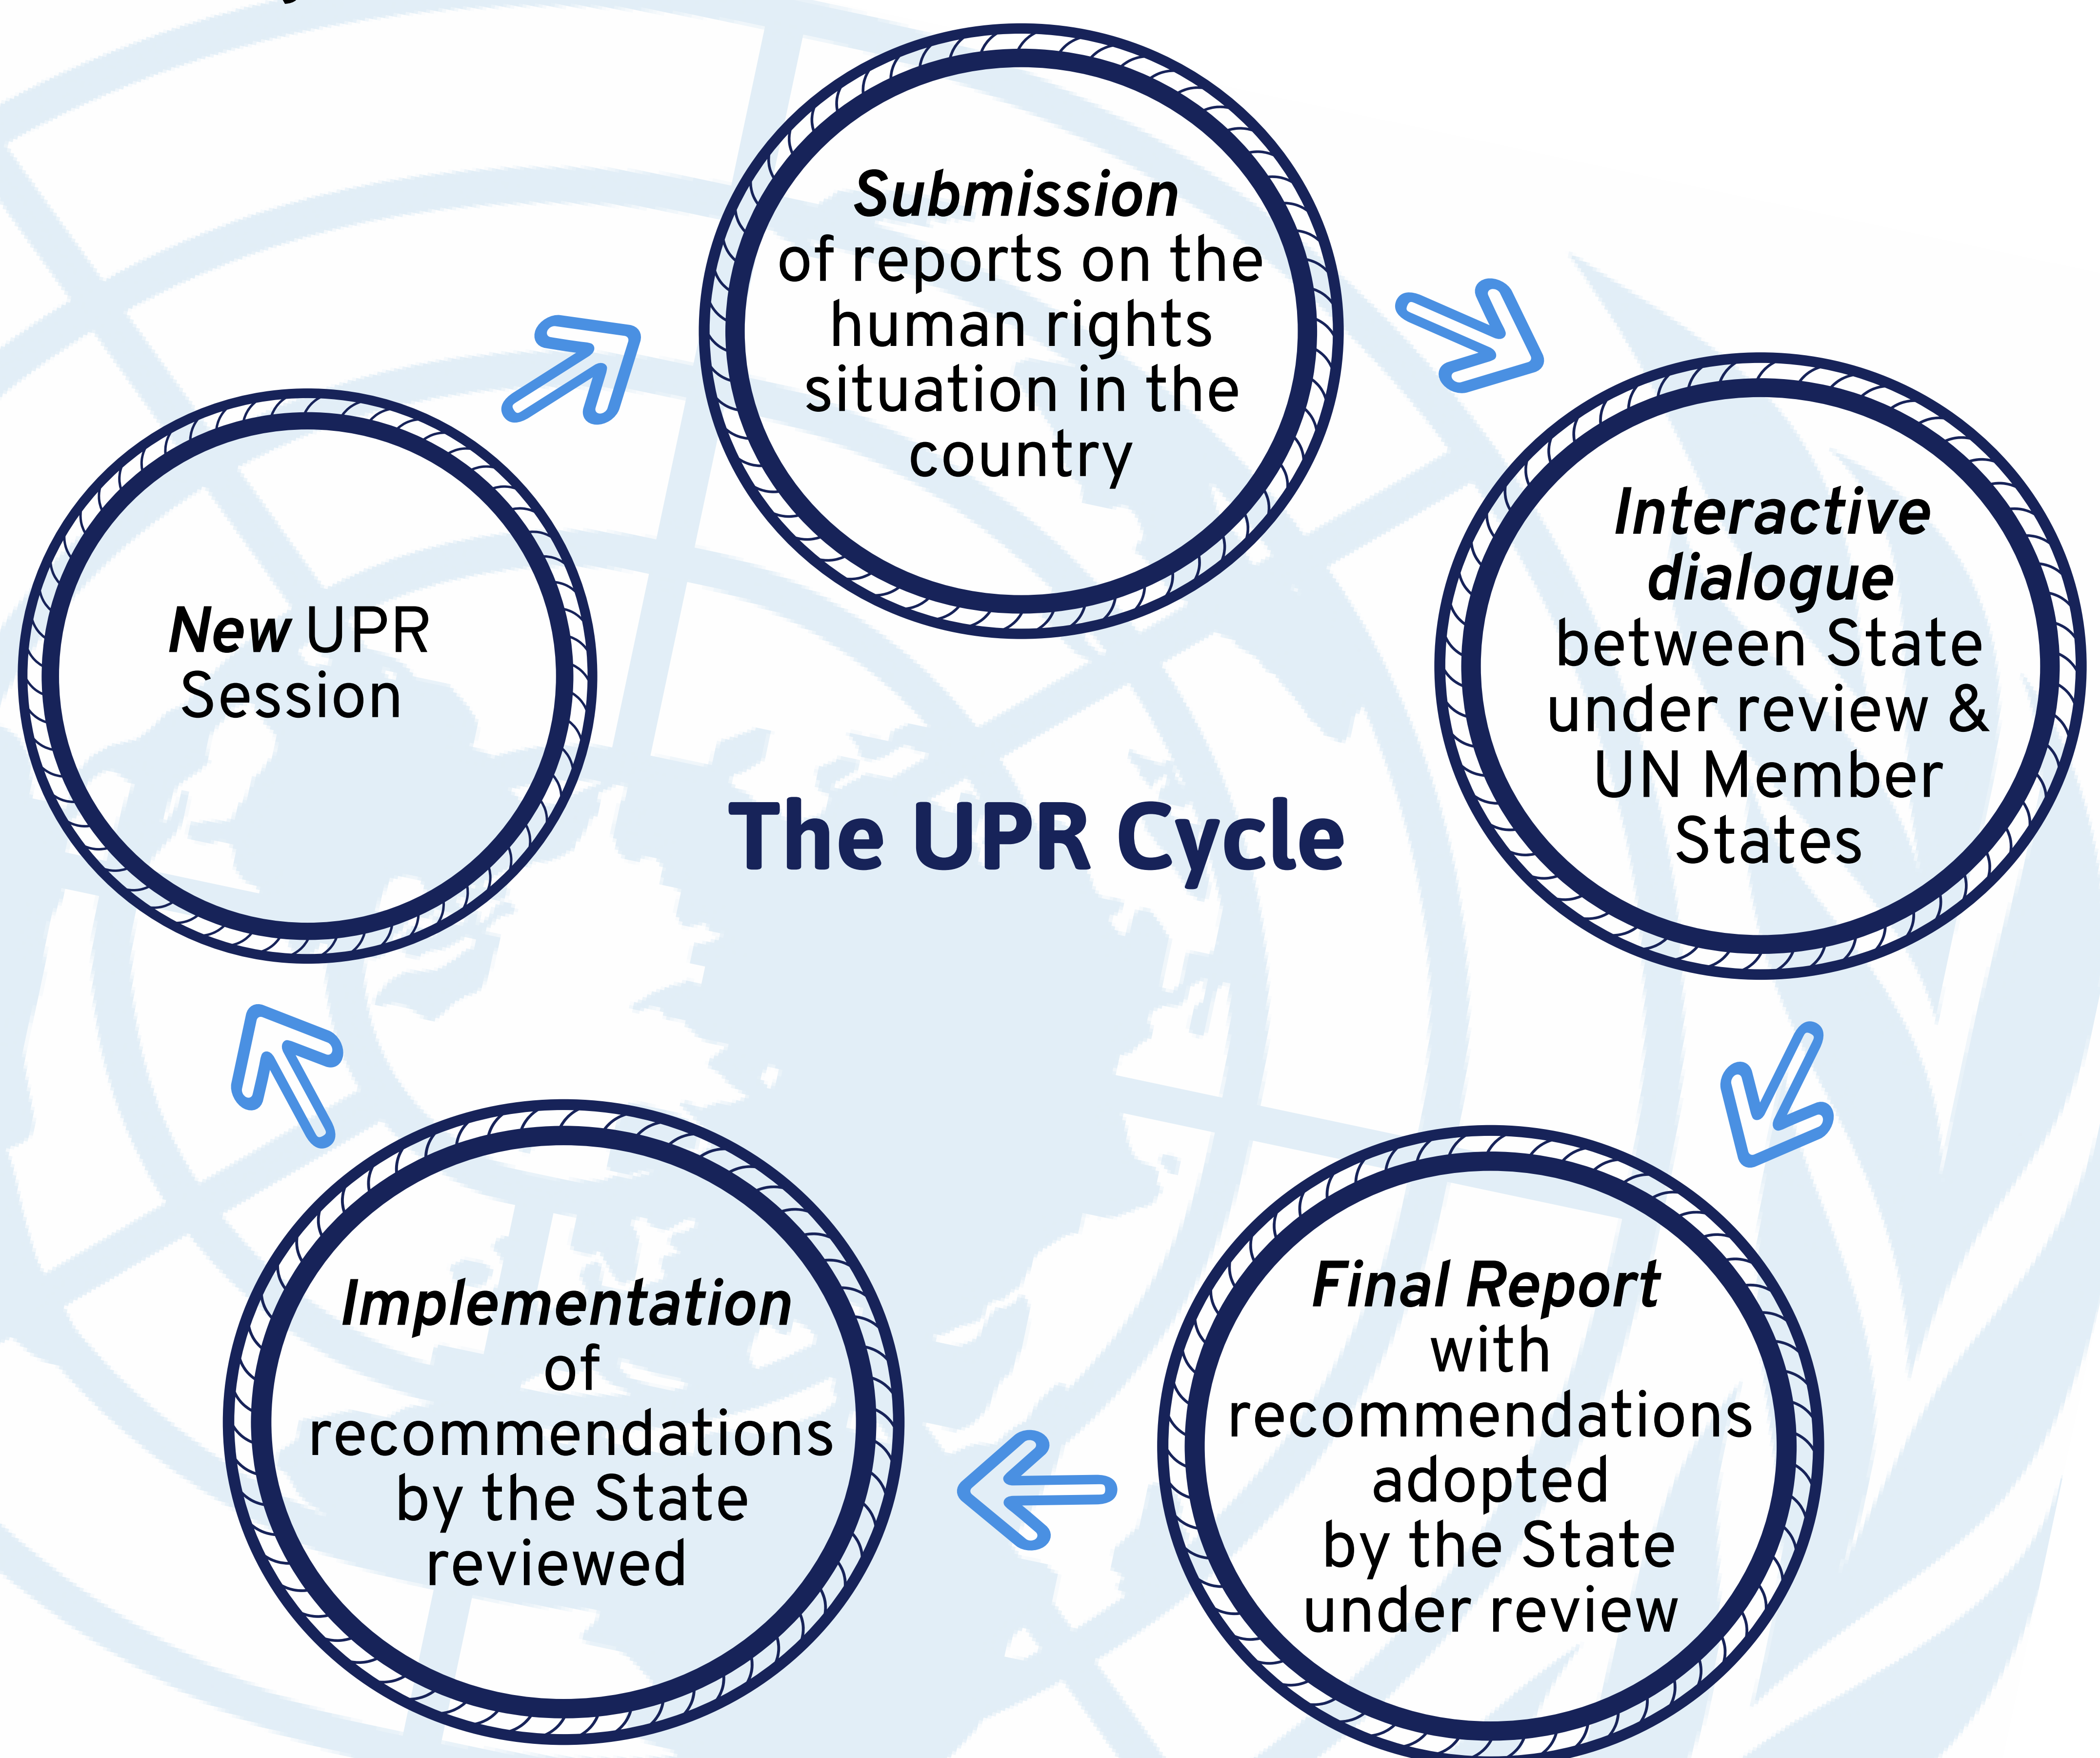 Submission
of reports on the
human rights
situation in the
country
Interactive
dialogue
between State
under review &
UN Member
States
Final Report
with
recommendations
adopted
by the State
under review
Implementation
of
recommendations
by the State
reviewed
New UPR
Session
The UPR Cycle